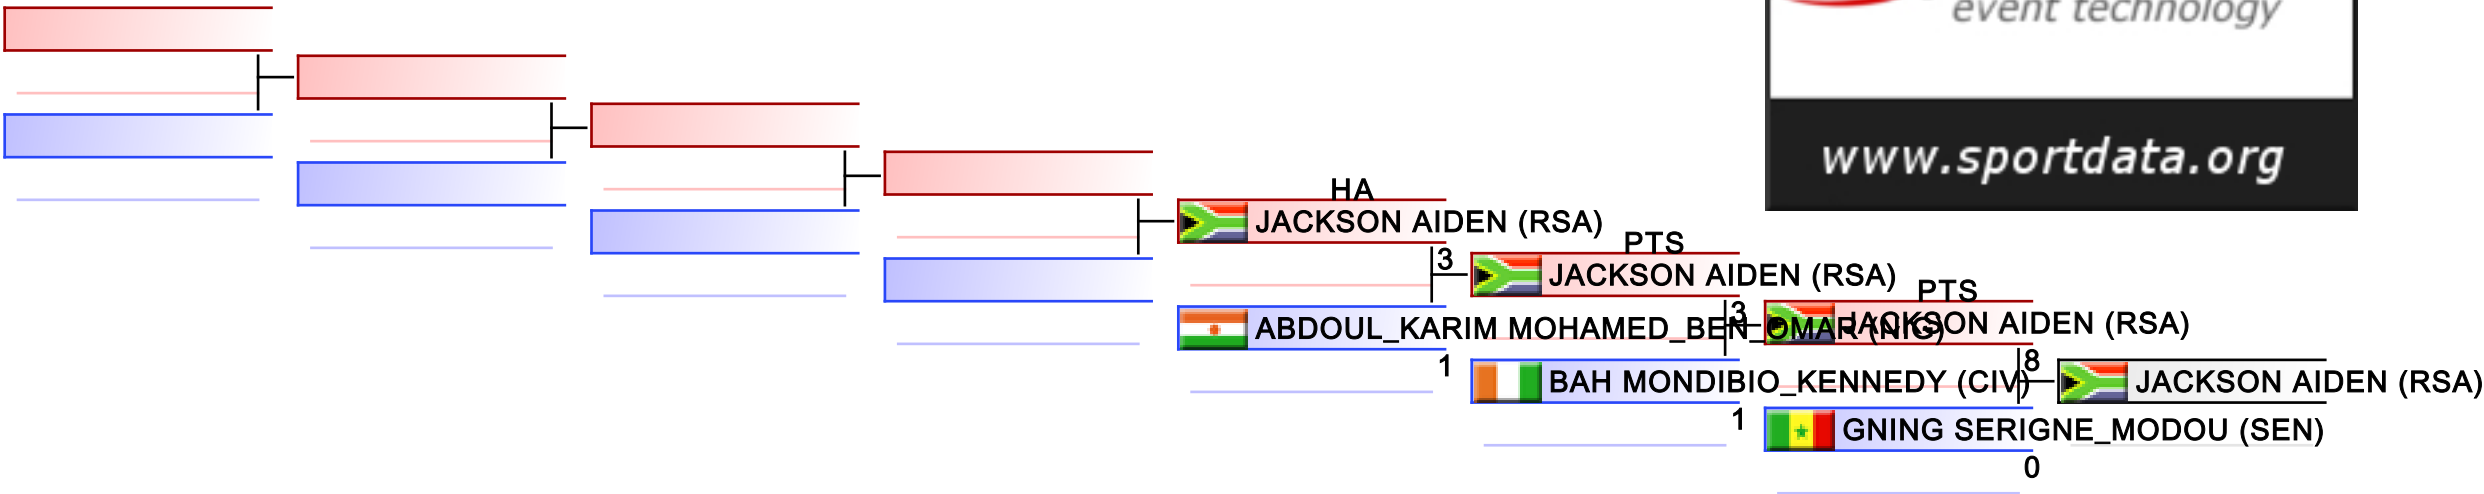 event technology
www.sportdata.org
HA
JACKSON AIDEN (RSA)
3
PTS
JACKSON AIDEN (RSA)
ABDOUL_KARIM MOHAMED_BEN_OMAR (NIG)
1
3
PTS
JACKSON AIDEN (RSA)
BAH MONDIBIO_KENNEDY (CIV)
1
8
JACKSON AIDEN (RSA)
GNING SERIGNE_MODOU (SEN)
0